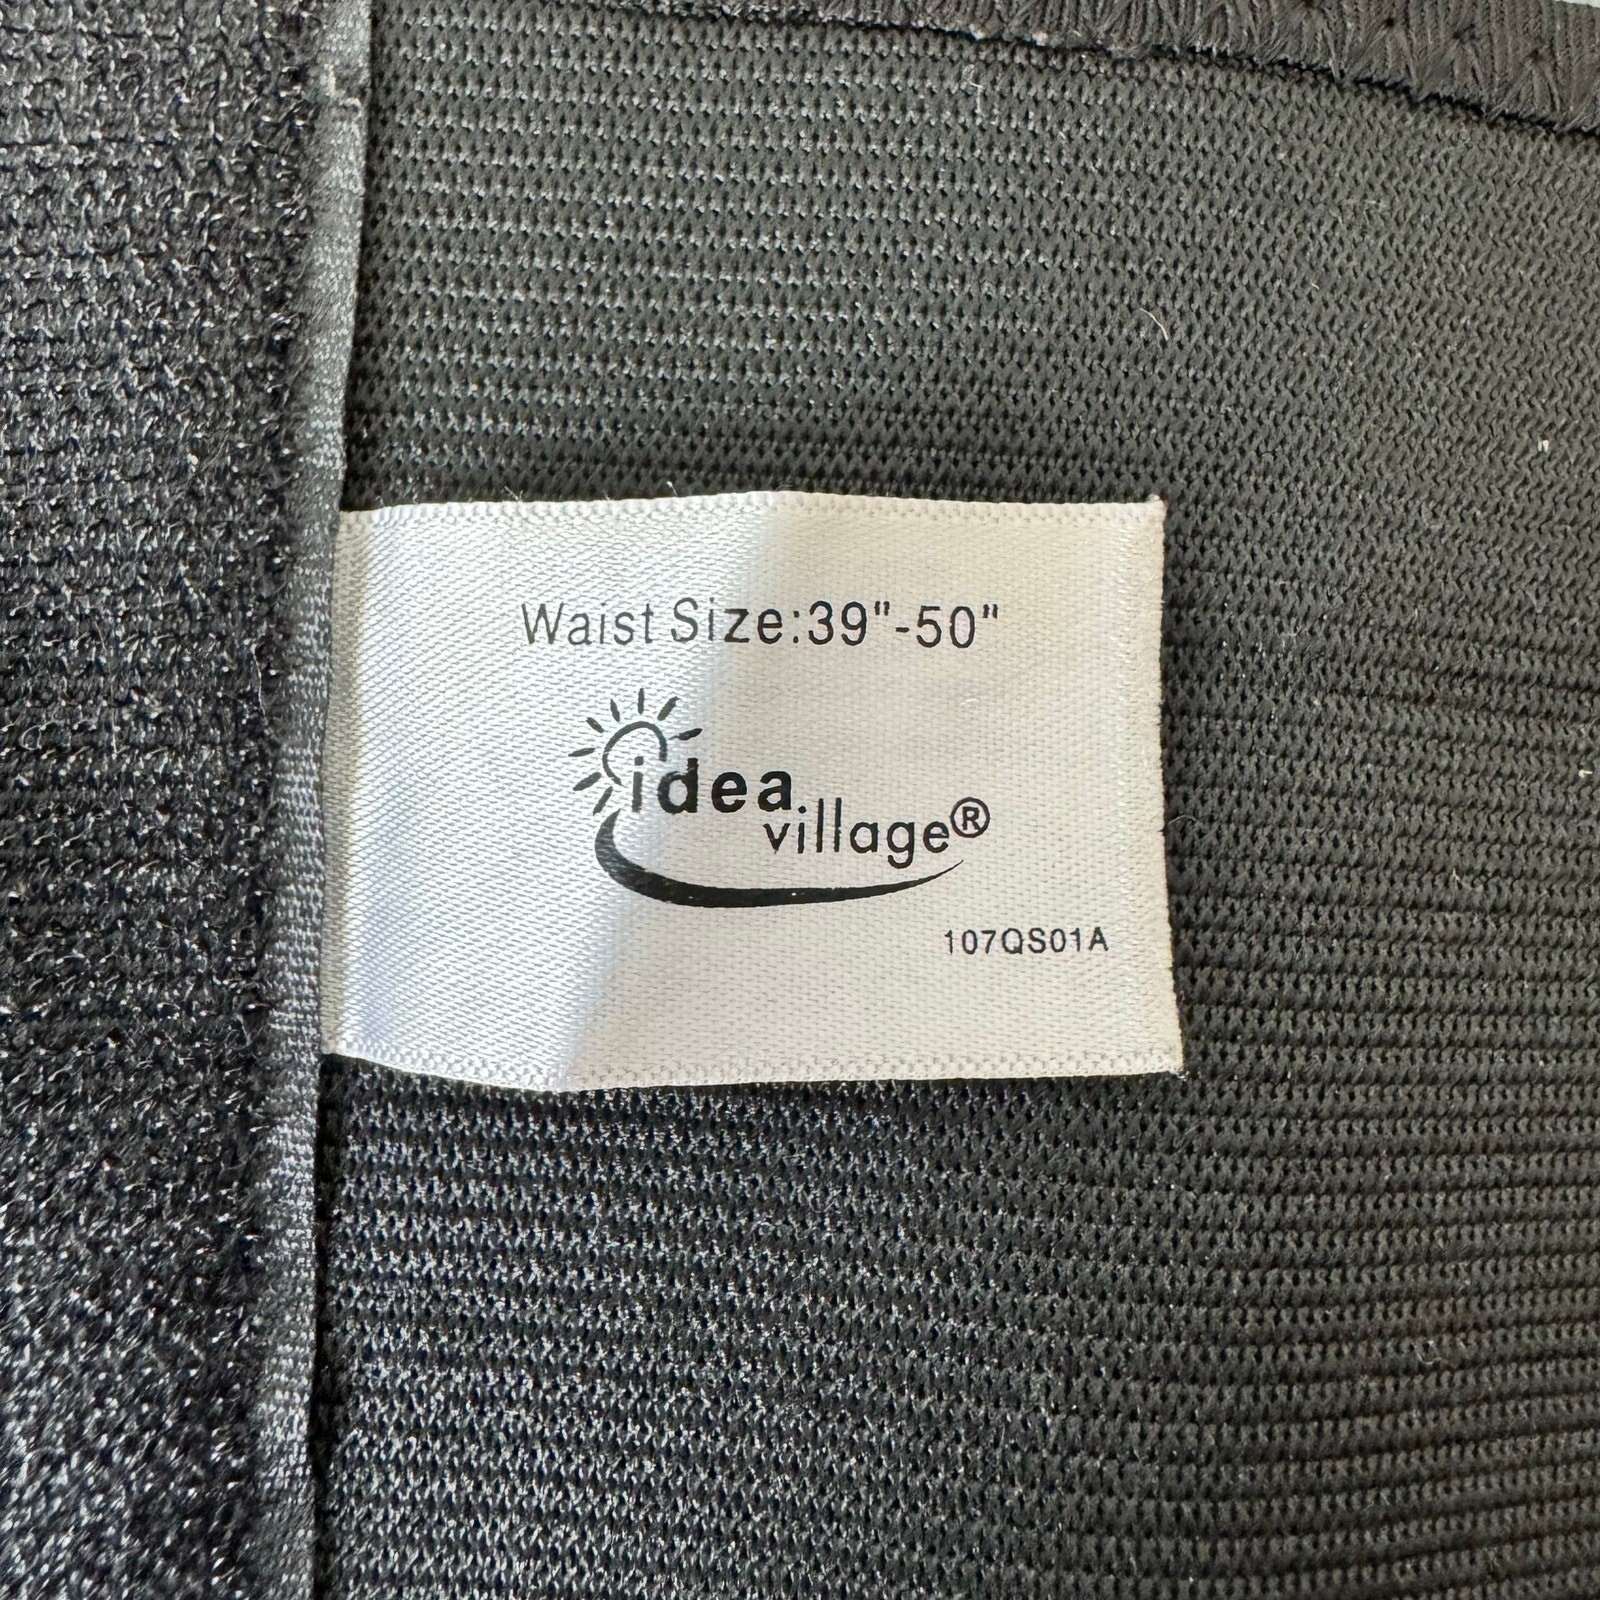 Waist Size:39"-50"
idea
village®
107QS01A